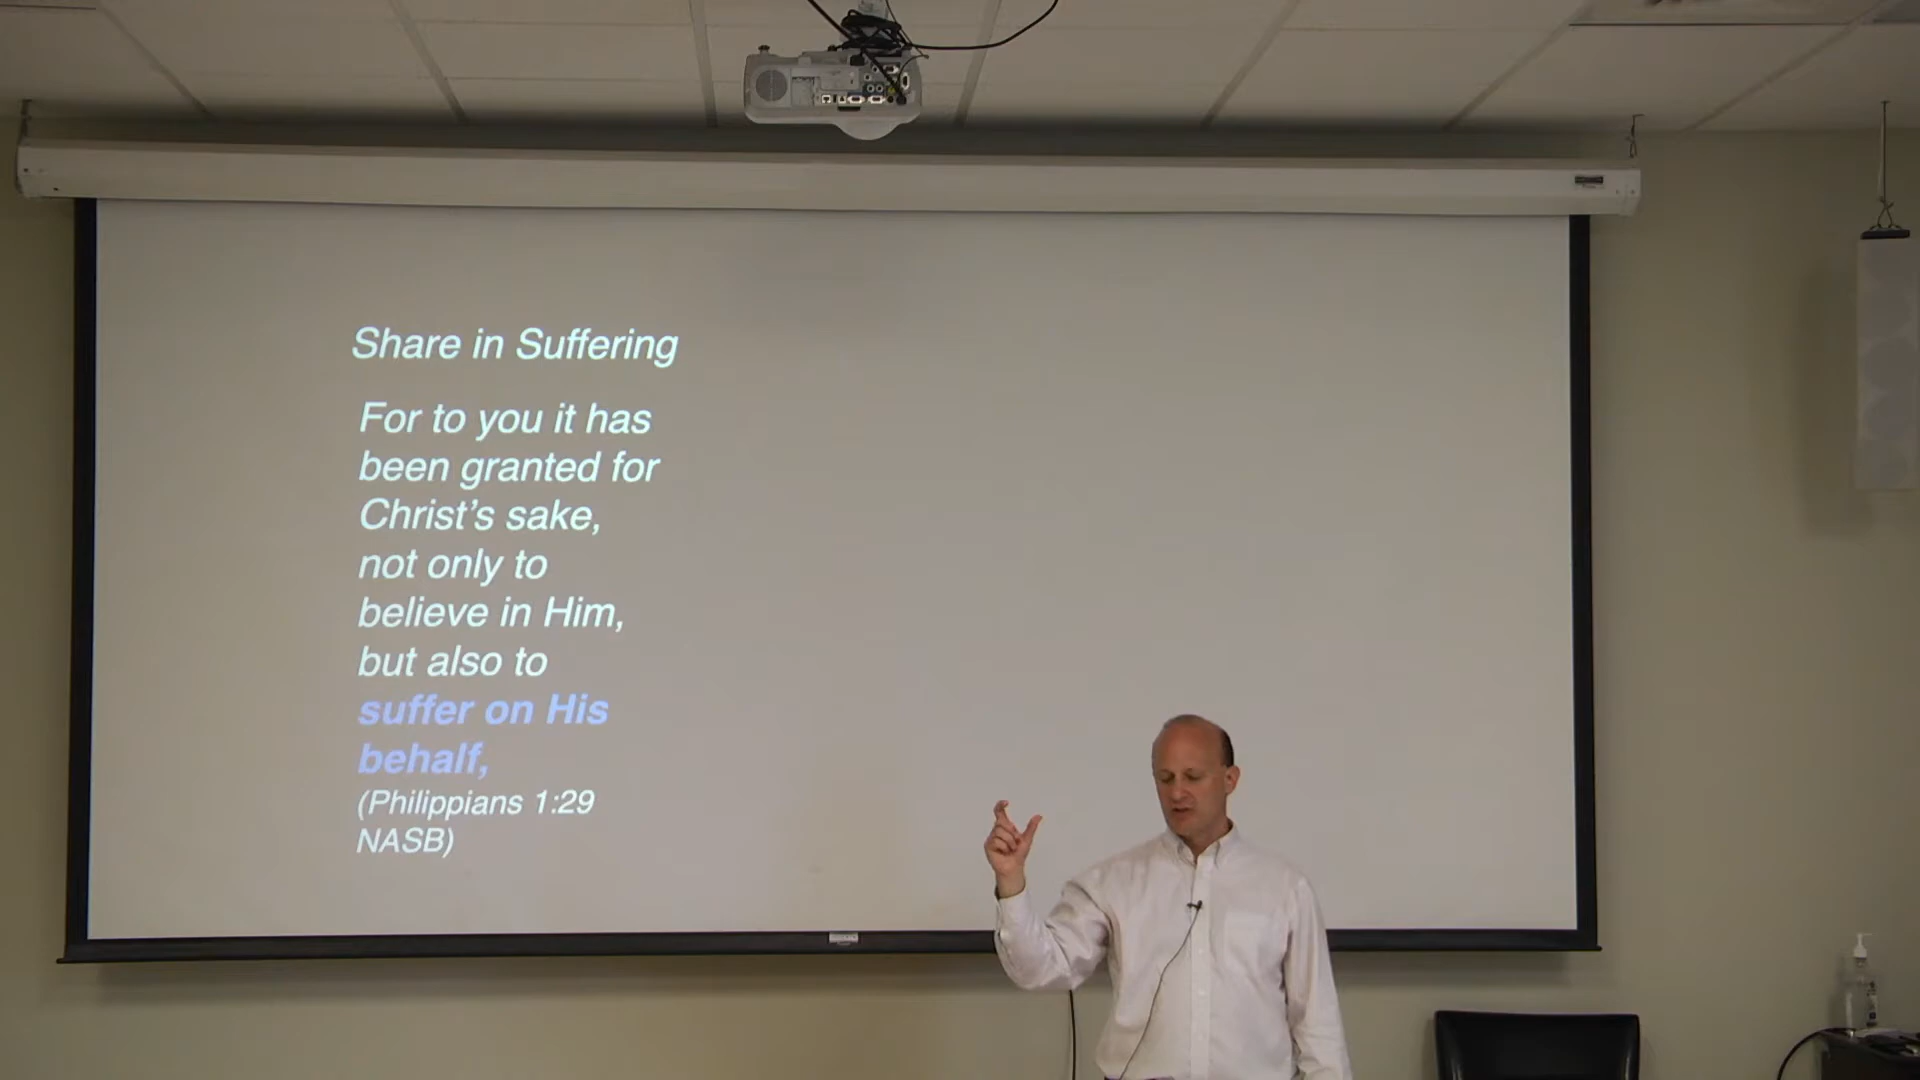 Share in Suffering
For to you it has
been granted for
Christ's sake,
not only to
believe in Him,
but also to
suffer on His
behalf,
(Philippians 1:29
NASB)